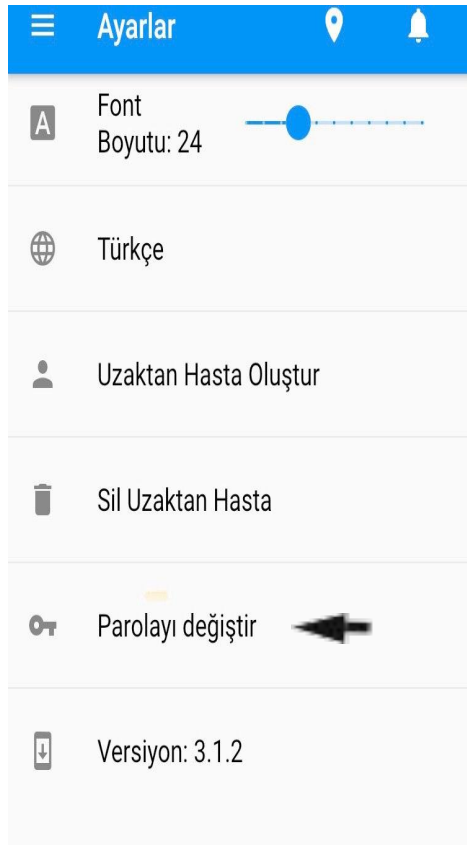 Ayarlar
A
Font
Boyutu: 24
Türkçe
Uzaktan Hasta Oluştur
Sil Uzaktan Hasta
Parolayı değiştir
Versiyon: 3.1.2